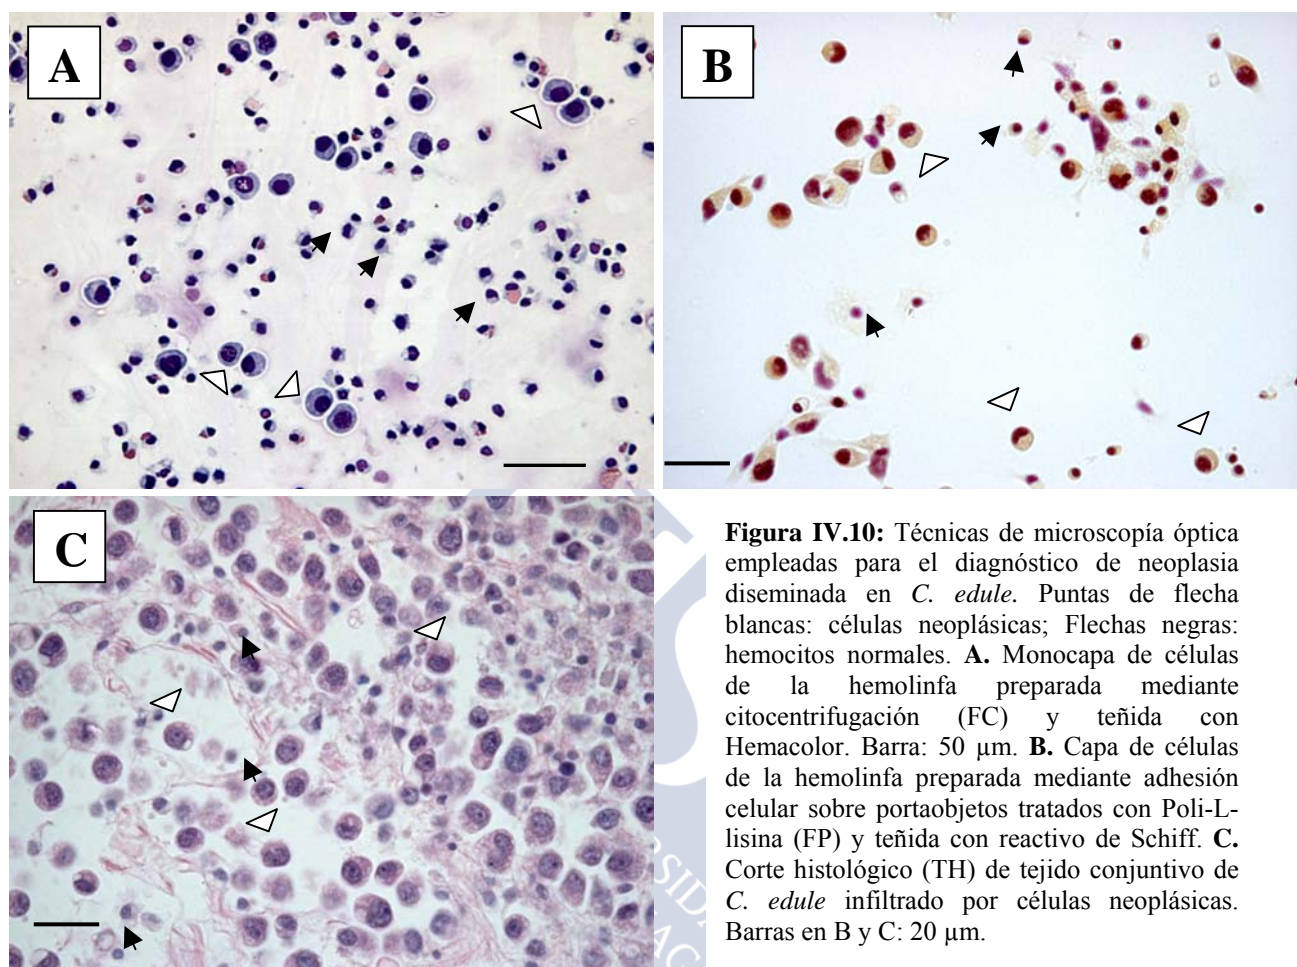 A
B
C
Figura IV.10: Técnicas de microscopía óptica
empleadas para el diagnóstico de neoplasia
diseminada en C. edule. Puntas de flecha
blancas: células neoplásicas; Flechas negras:
hemocitos normales. A. Monocapa de células
de la hemolinfa preparada mediante
citocentrifugación (FC) y teñida con
Hemacolor. Barra: 50 µm. B. Capa de células
de la hemolinfa preparada mediante adhesión
celular sobre portaobjetos tratados con Poli-L-
lisina (FP) y teñida con reactivo de Schiff. C.
Corte histológico (TH) de tejido conjuntivo de
C. edule infiltrado por células neoplásicas.
Barras en B y C: 20 µm.